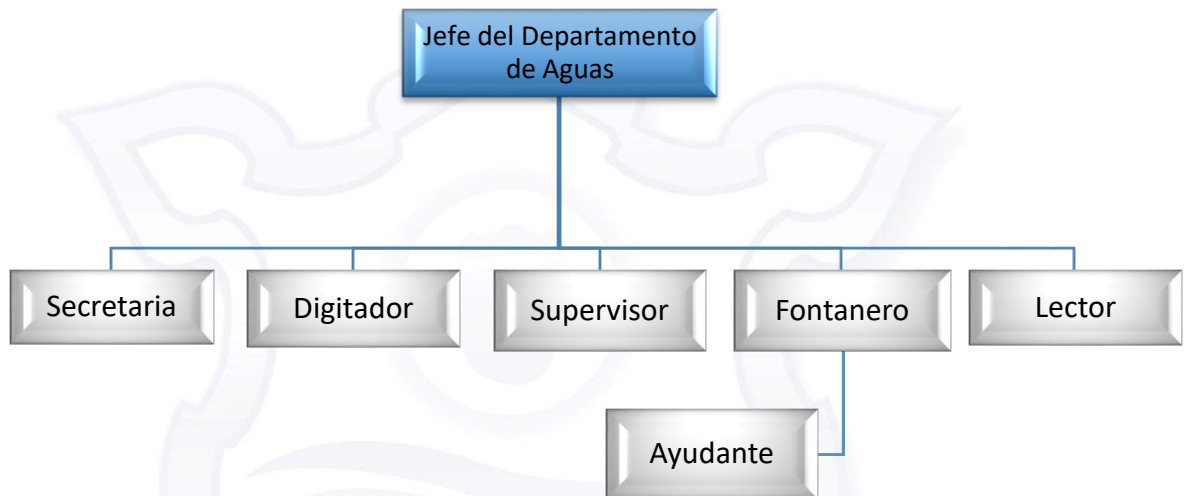 Jefe del Departamento
de Aguas
Secretaria
Digitador
Supervisor
Fontanero
Lector
Ayudante